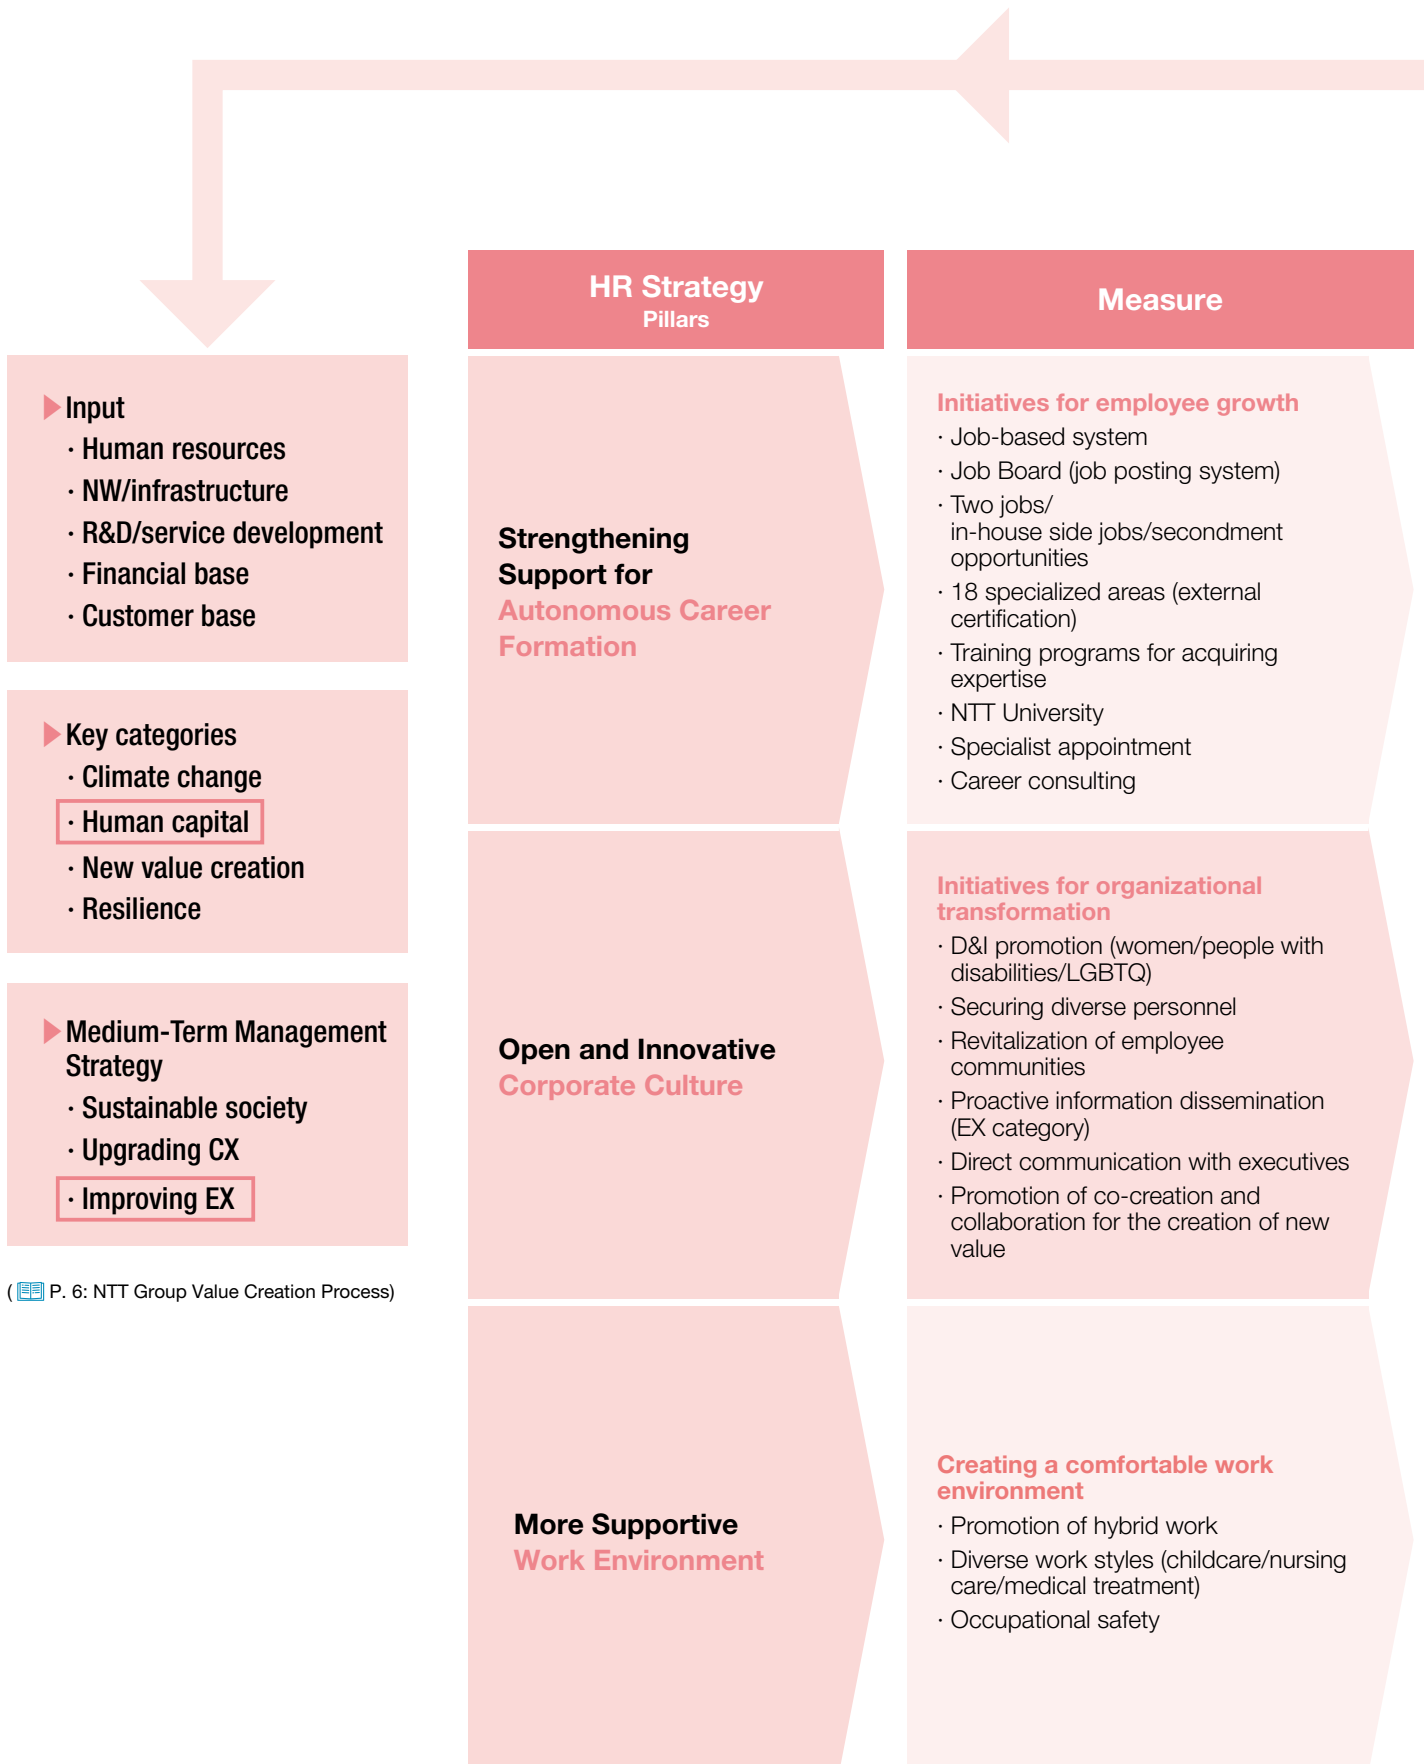 Input
· Human resources
· NW/infrastructure
· R&D/service development
· Financial base
· Customer base
Key categories
· Climate change
· Human capital
· New value creation
· Resilience
Medium-Term Management
Strategy
· Sustainable society
· Upgrading CX
· Improving EX
( P. 6: NTT Group Value Creation Process)
HR Strategy
Pillars
Strengthening
Support for
Autonomous Career
Formation
Open and Innovative
Corporate Culture
More Supportive
Work Environment
Measure
Initiatives for employee growth
· Job-based system
· Job Board (job posting system)
· Two jobs/
in-house side jobs/secondment
opportunities
· 18 specialized areas (external
certification)
· Training programs for acquiring
expertise
· NTT University
· Specialist appointment
· Career consulting
Initiatives for organizational
transformation
· D&I promotion (women/people with
disabilities/LGBTQ)
· Securing diverse personnel
· Revitalization of employee
communities
· Proactive information dissemination
(EX category)
· Direct communication with executives
· Promotion of co-creation and
collaboration for the creation of new
value
Creating a comfortable work
environment
· Promotion of hybrid work
· Diverse work styles (childcare/nursing
care/medical treatment)
· Occupational safety